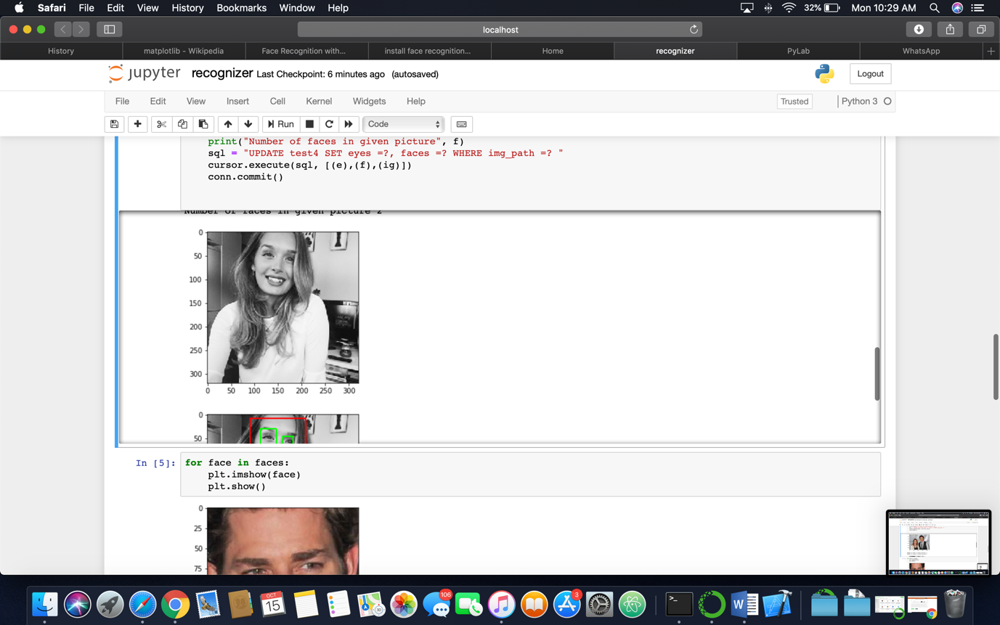 Safari File Edit View History Bookmarks Window Help 32% Mon 10:29 AM
localhost
History matplotlib - Wikipedia Face Recognition with... install face recognition... Home recognizer PyLab WhatsApp
jupyter recognizer Last Checkpoint: 6 minutes ago (autosaved) Logout
File Edit View Insert Cell Kernel Widgets Help Trusted Python 3
Run Code
print("Number of faces in given picture", f)
sql = "UPDATE test4 SET eyes =?, faces =? WHERE img_path =? "
cursor.execute(sql, [(e),(f),(ig)])
conn.commit()
Number of faces in given picture 2
0
50
100
150
200
250
300
0 50 100 150 200 250 300
0
50
In [5]: for face in faces:
plt.imshow(face)
plt.show()
0
25
50
75
OCT
15
3D
106
3
>_
W